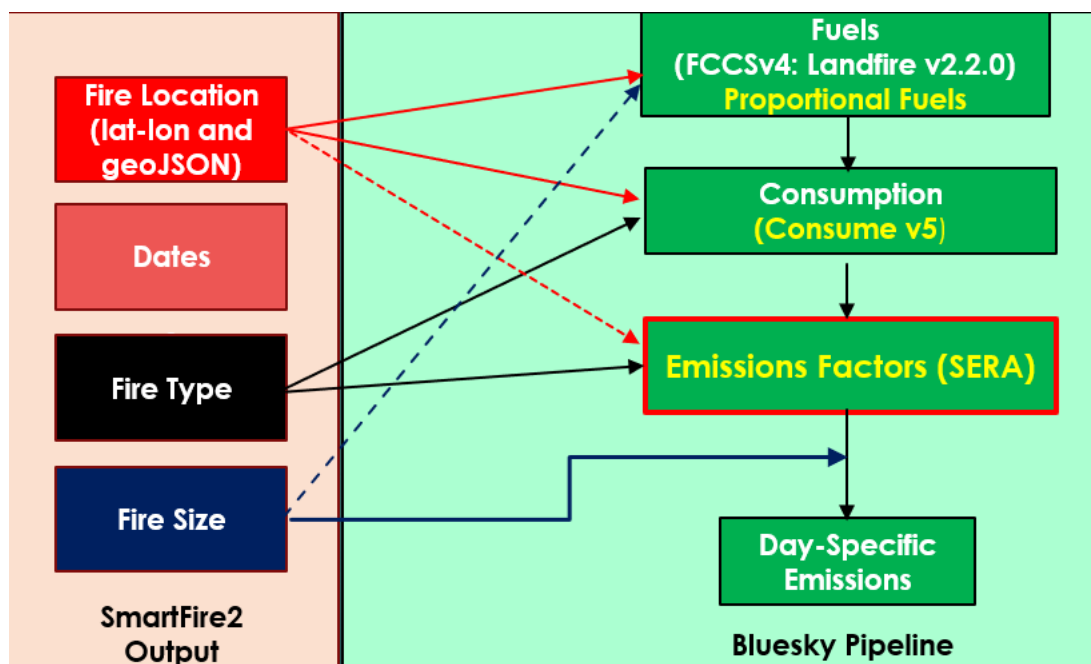 Fire Location
(lat-lon and
geoJSON)
Dates
Fire Type
Fire Size
SmartFire2
Output
Fuels
(FCCSv4: Landfire v2.2.0)
Proportional Fuels
Consumption
(Consume v5)
Emissions Factors (SERA)
Day-Specific
Emissions
Bluesky Pipeline